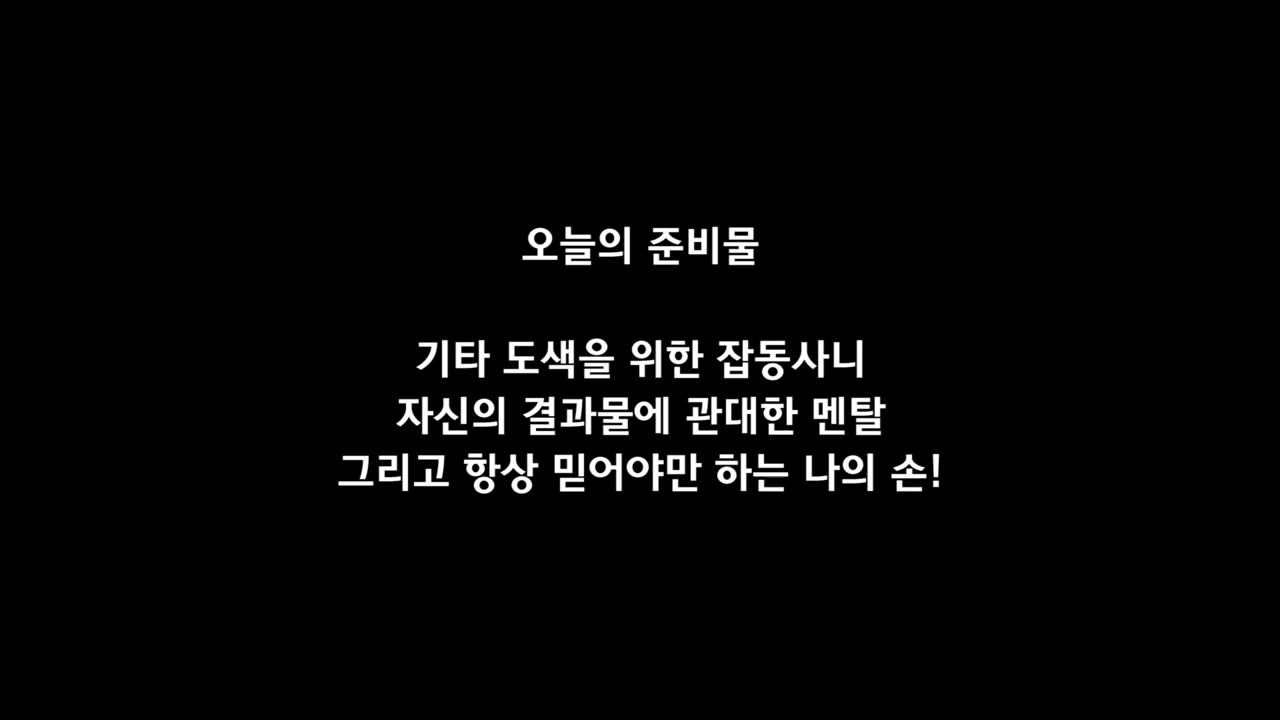 오늘의 준비물
기타 도색을 위한 잡동사니
자신의 결과물에 관대한 멘탈
그리고 항상 믿어야만 하는 나의 손!